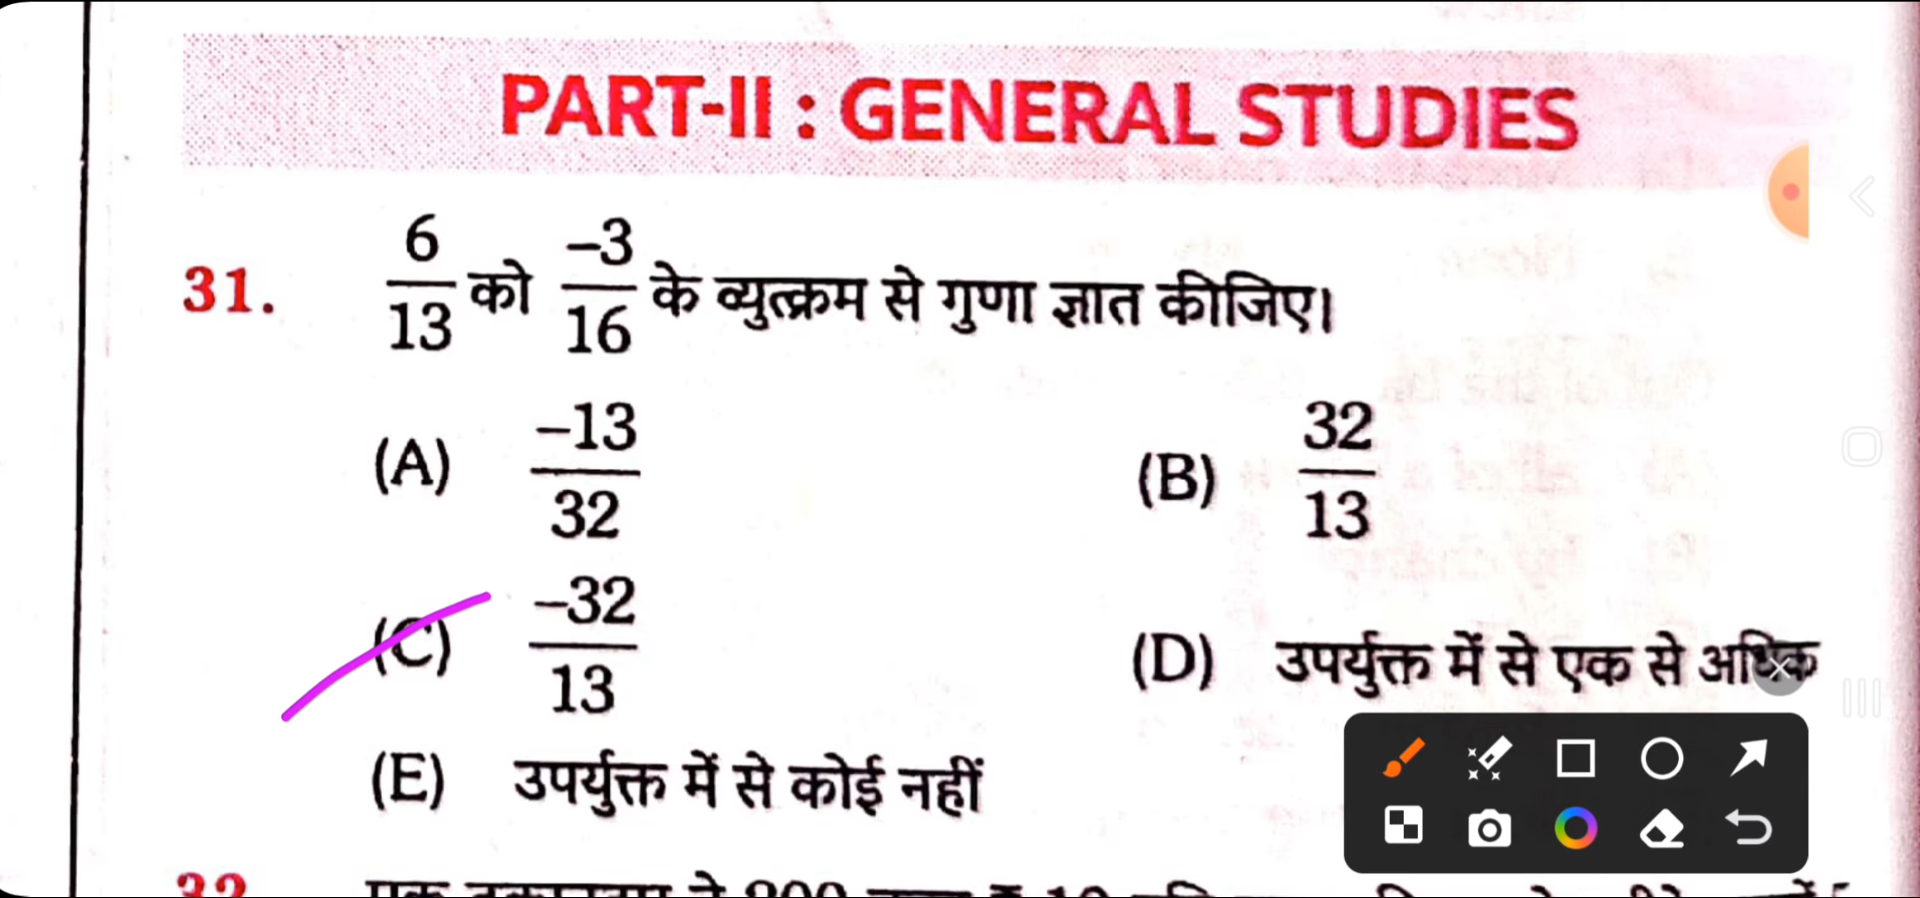 PART-II : GENERAL STUDIES
31. 6/13 को -3/16 के व्युत्क्रम से गुणा ज्ञात कीजिए।
(A) -13/32 (B) 32/13
(C) -32/13 (D) उपर्युक्त में से एक से अधिक
(E) उपर्युक्त में से कोई नहीं